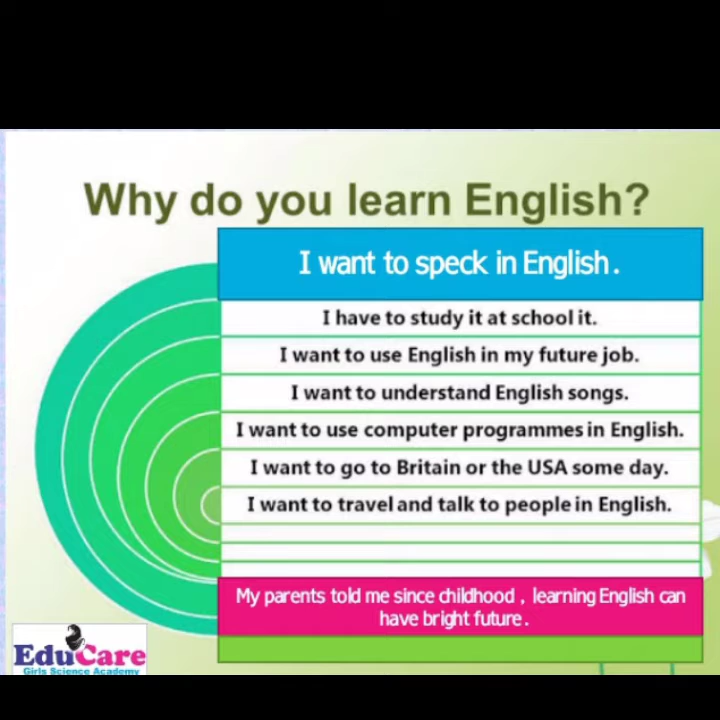 Why do you learn English?
I want to speck in English.
I have to study it at school it.
I want to use English in my future job.
I want to understand English songs.
I want to use computer programmes in English.
I want to go to Britain or the USA some day.
I want to travel and talk to people in English.
My parents told me since childhood , learning English can
have bright future.
EduCare
Girls Science Academy